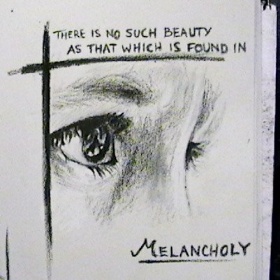 THERE IS NO SUCH BEAUTY
AS THAT WHICH IS FOUND IN
MELANCHOLY